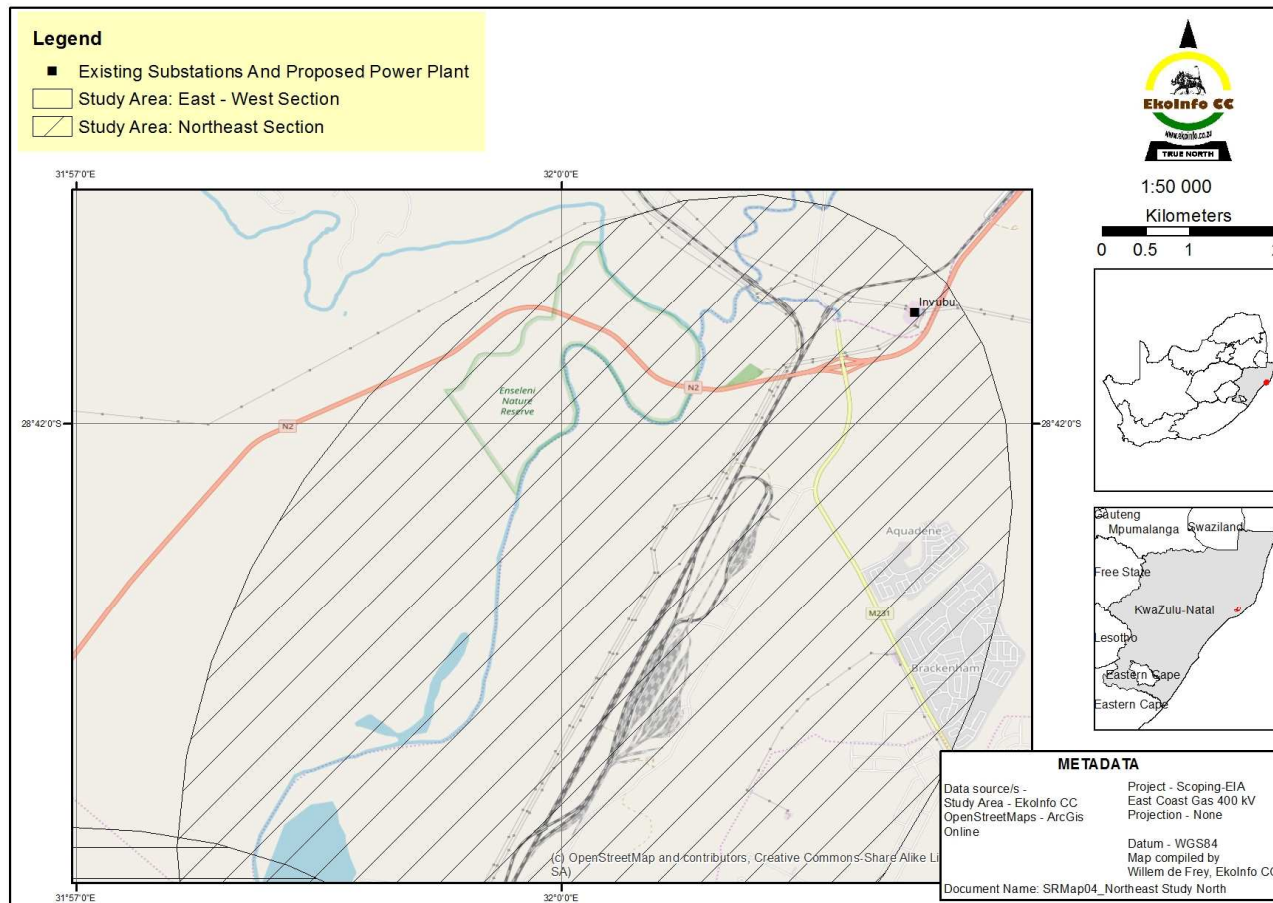 Legend
Existing Substations And Proposed Power Plant
Study Area: East - West Section
Study Area: Northeast Section
EkoInfo CC
www.ekoinfo.co.za
TRUE NORTH
1:50 000
Kilometers
0 0.5 1
31°57'0"E
32°0'0"E
Invubu
Enseleni
Nature
Reserve
N2
N2
28°42'0"S
28°42'0"S
Aquadene
M231
Brackenham
Gauteng
Mpumalanga
Swaziland
Free State
KwaZulu-Natal
Lesotho
Eastern Cape
Eastern Cape
(c) OpenStreetMap and contributors, Creative Commons-Share Alike Li
SA)
31°57'0"E
32°0'0"E
METADATA
Data source/s -
Study Area - EkoInfo CC
OpenStreetMaps - ArcGis
Online
Project - Scoping-EIA
East Coast Gas 400 kV
Projection - None
Datum - WGS84
Map compiled by
Willem de Frey, EkoInfo CC
Document Name: SRMap04_Northeast Study North